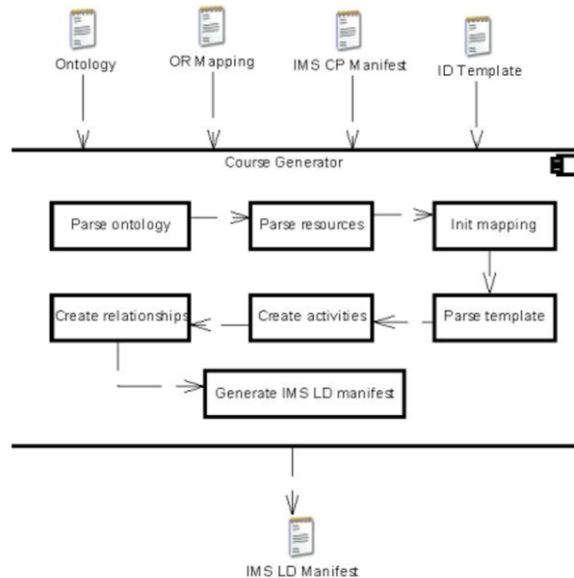 Ontology
OR Mapping
IMS CP Manifest
ID Template
Course Generator
Parse ontology
Parse resources
Init mapping
Create relationships
Create activities
Parse template
Generate IMS LD manifest
IMS LD Manifest